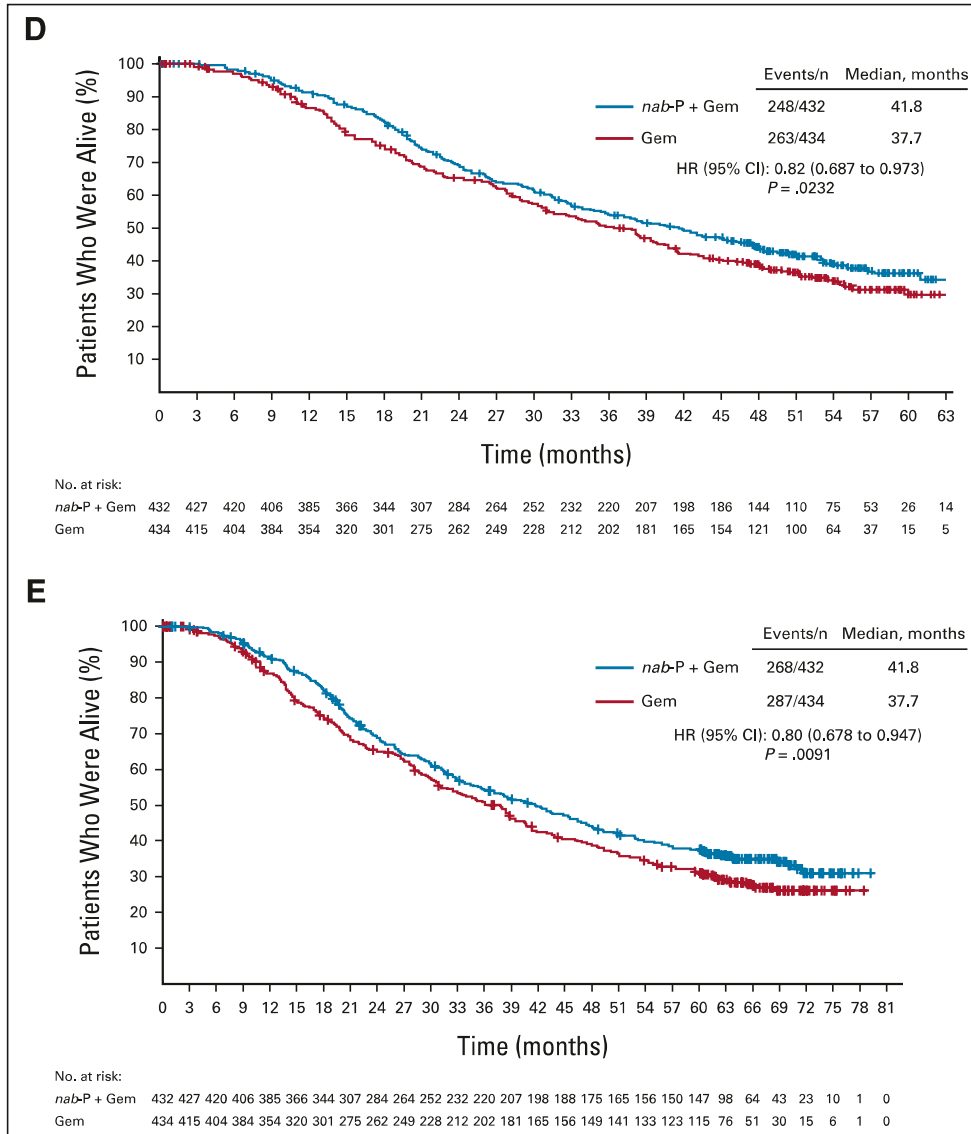 D
Events/n Median, months
nab-P + Gem 248/432 41.8
Gem 263/434 37.7
HR (95% CI): 0.82 (0.687 to 0.973)
P = .0232
Patients Who Were Alive (%)
100
90
80
70
60
50
40
30
20
10
0 3 6 9 12 15 18 21 24 27 30 33 36 39 42 45 48 51 54 57 60 63
Time (months)
No. at risk:
nab-P + Gem 432 427 420 406 385 366 344 307 284 264 252 232 220 207 198 186 144 110 75 53 26 14
Gem 434 415 404 384 354 320 301 275 262 249 228 212 202 181 165 154 121 100 64 37 15 5
E
Events/n Median, months
nab-P + Gem 268/432 41.8
Gem 287/434 37.7
HR (95% CI): 0.80 (0.678 to 0.947)
P = .0091
Patients Who Were Alive (%)
100
90
80
70
60
50
40
30
20
10
0 3 6 9 12 15 18 21 24 27 30 33 36 39 42 45 48 51 54 57 60 63 66 69 72 75 78 81
Time (months)
No. at risk:
nab-P + Gem 432 427 420 406 385 366 344 307 284 264 252 232 220 207 198 188 175 165 156 150 147 98 64 43 23 10 1 0
Gem 434 415 404 384 354 320 301 275 262 249 228 212 202 181 165 156 149 141 133 123 115 76 51 30 15 6 1 0